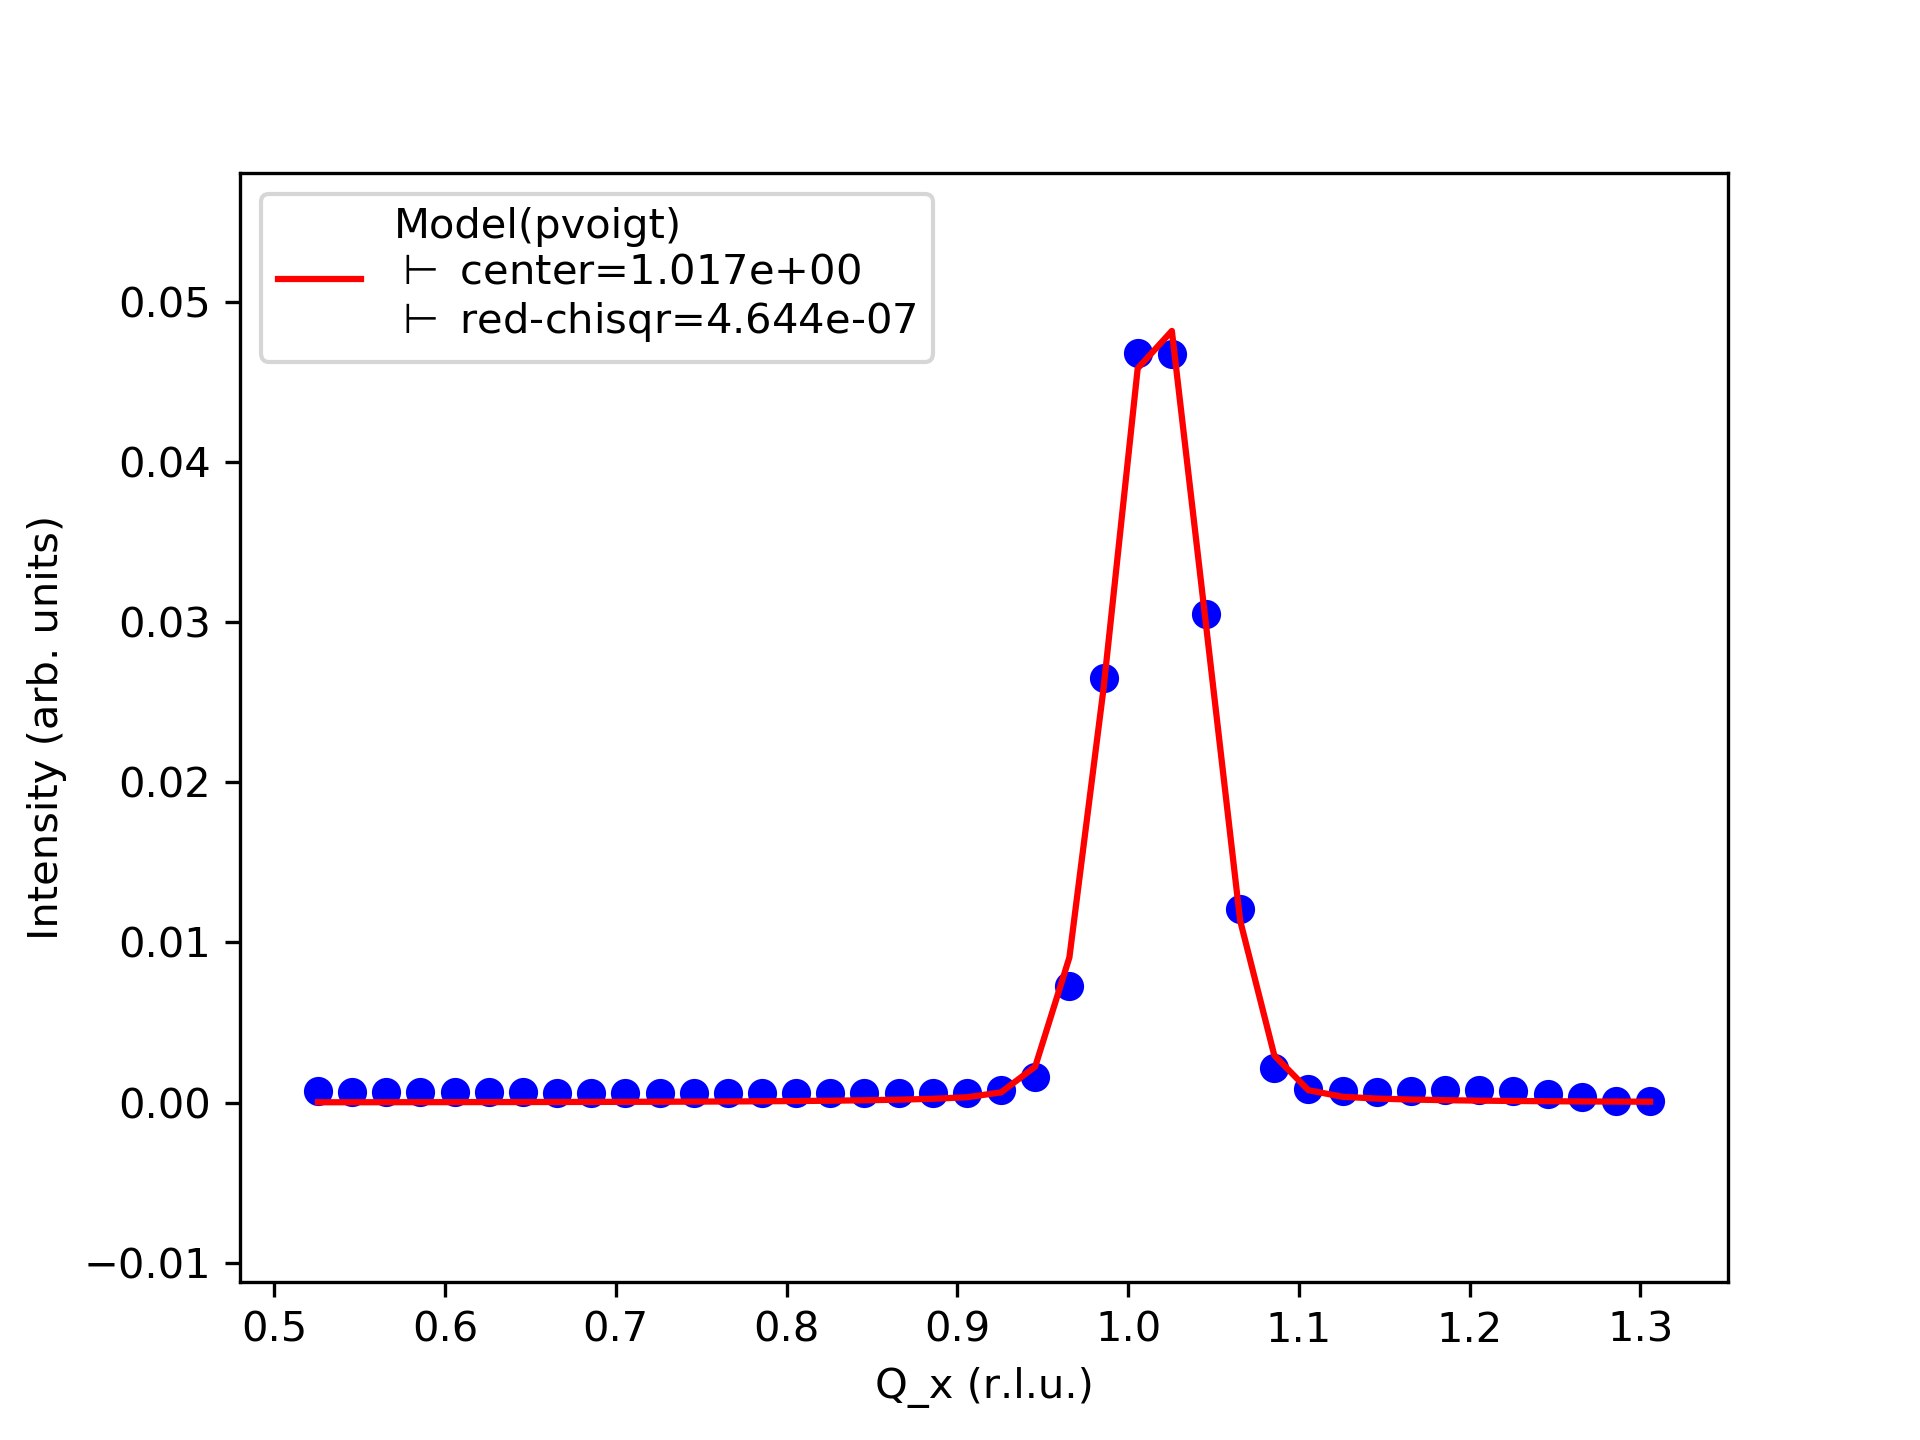 Model(pvoigt)
⊢ center=1.017e+00
⊢ red-chisqr=4.644e-07
0.05
0.04
0.03
0.02
0.01
0.00
−0.01
Intensity (arb. units)
0.5 0.6 0.7 0.8 0.9 1.0 1.1 1.2 1.3
Q_x (r.l.u.)